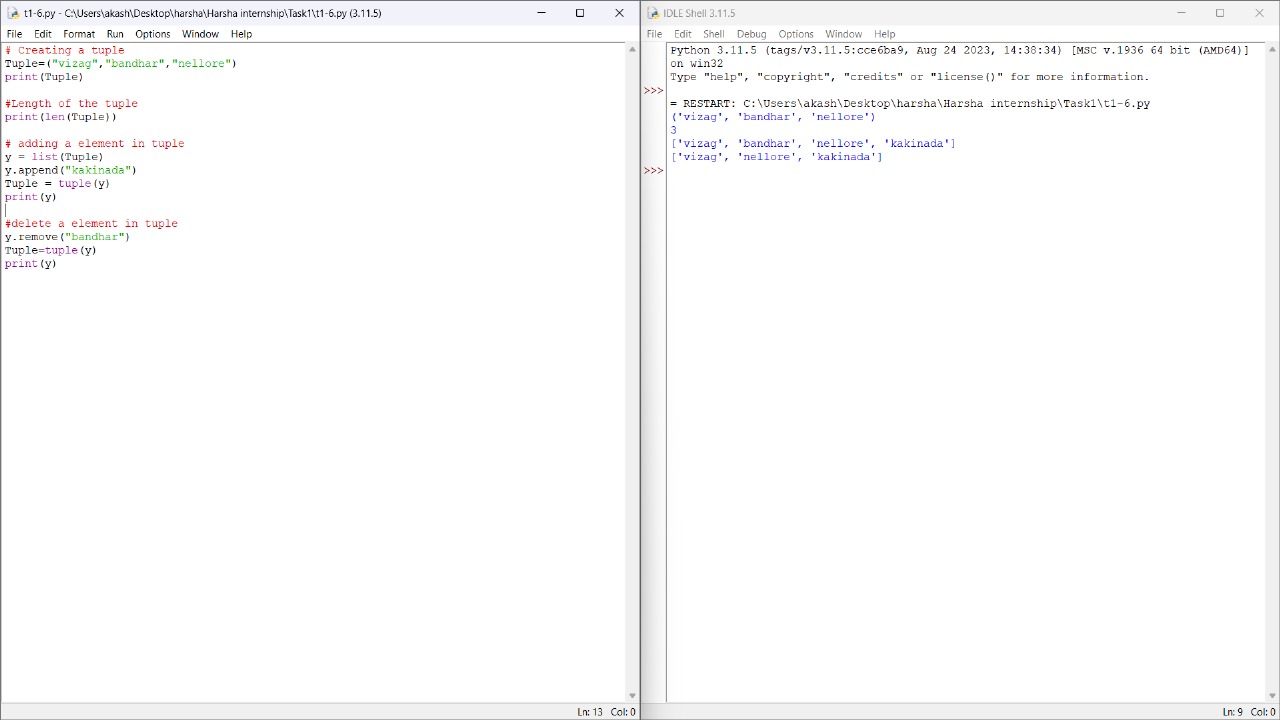 t1-6.py - C:\Users\akash\Desktop\harsha\Harsha internship\Task1\t1-6.py (3.11.5)
File Edit Format Run Options Window Help
# Creating a tuple
Tuple=("vizag","bandhar","nellore")
print(Tuple)
#Length of the tuple
print(len(Tuple))
# adding a element in tuple
y = list(Tuple)
y.append("kakinada")
Tuple = tuple(y)
print(y)
#delete a element in tuple
y.remove("bandhar")
Tuple=tuple(y)
print(y)
Ln: 13 Col: 0
IDLE Shell 3.11.5
File Edit Shell Debug Options Window Help
Python 3.11.5 (tags/v3.11.5:cce6ba9, Aug 24 2023, 14:38:34) [MSC v.1936 64 bit (AMD64)]
on win32
Type "help", "copyright", "credits" or "license()" for more information.
>>>
= RESTART: C:\Users\akash\Desktop\harsha\Harsha internship\Task1\t1-6.py
('vizag', 'bandhar', 'nellore')
3
['vizag', 'bandhar', 'nellore', 'kakinada']
['vizag', 'nellore', 'kakinada']
>>>
Ln: 9 Col: 0